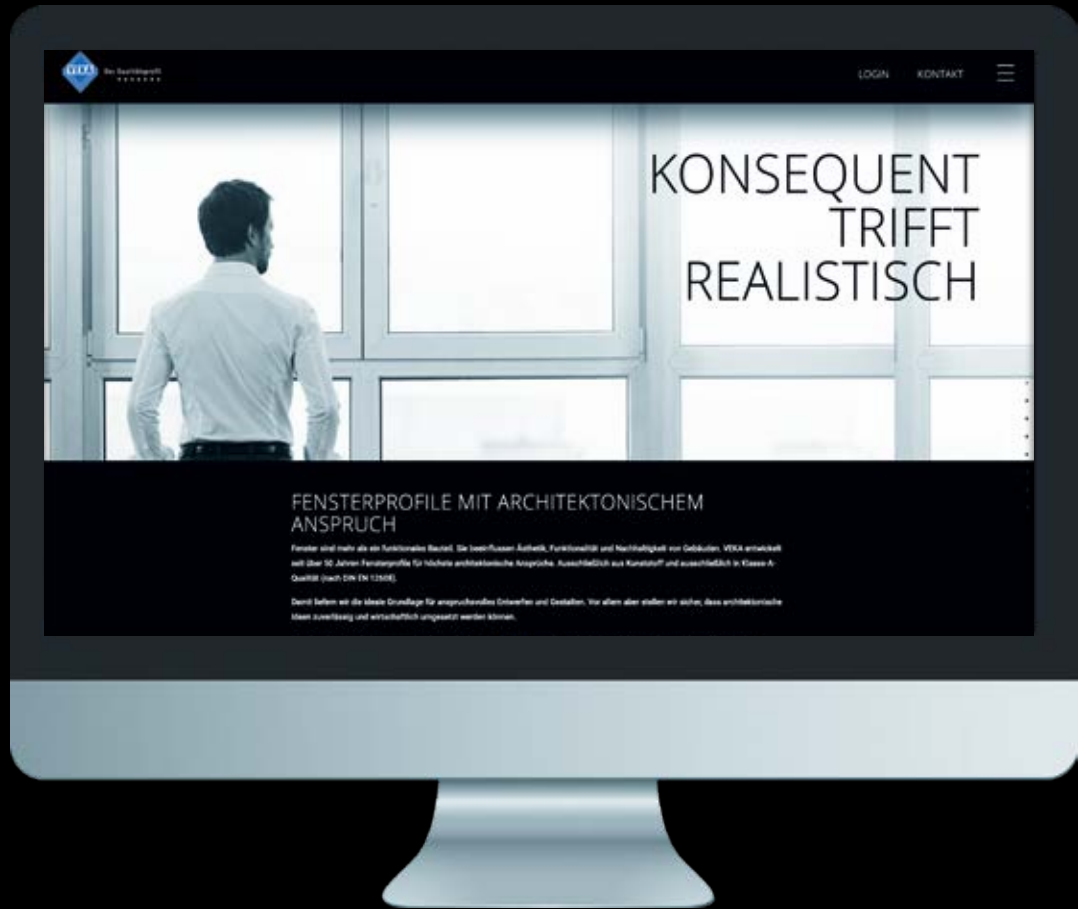 VEKA Das Qualitätsprofil
LOGIN KONTAKT
KONSEQUENT
TRIFFT
REALISTISCH
FENSTERPROFILE MIT ARCHITEKTONISCHEM
ANSPRUCH
Fenster sind mehr als ein funktionales Bauteil. Sie beeinflussen Ästhetik, Funktionalität und Nachhaltigkeit von Gebäuden. VEKA entwickelt
seit über 50 Jahren Fensterprofile für höchste architektonische Ansprüche. Ausschließlich aus Kunststoff und ausschließlich in Klasse-A-
Qualität (nach DIN EN 12608).
Damit liefern wir die ideale Grundlage für anspruchsvolles Entwerfen und Gestalten. Vor allem aber stellen wir sicher, dass architektonische
Ideen zuverlässig und wirtschaftlich umgesetzt werden können.